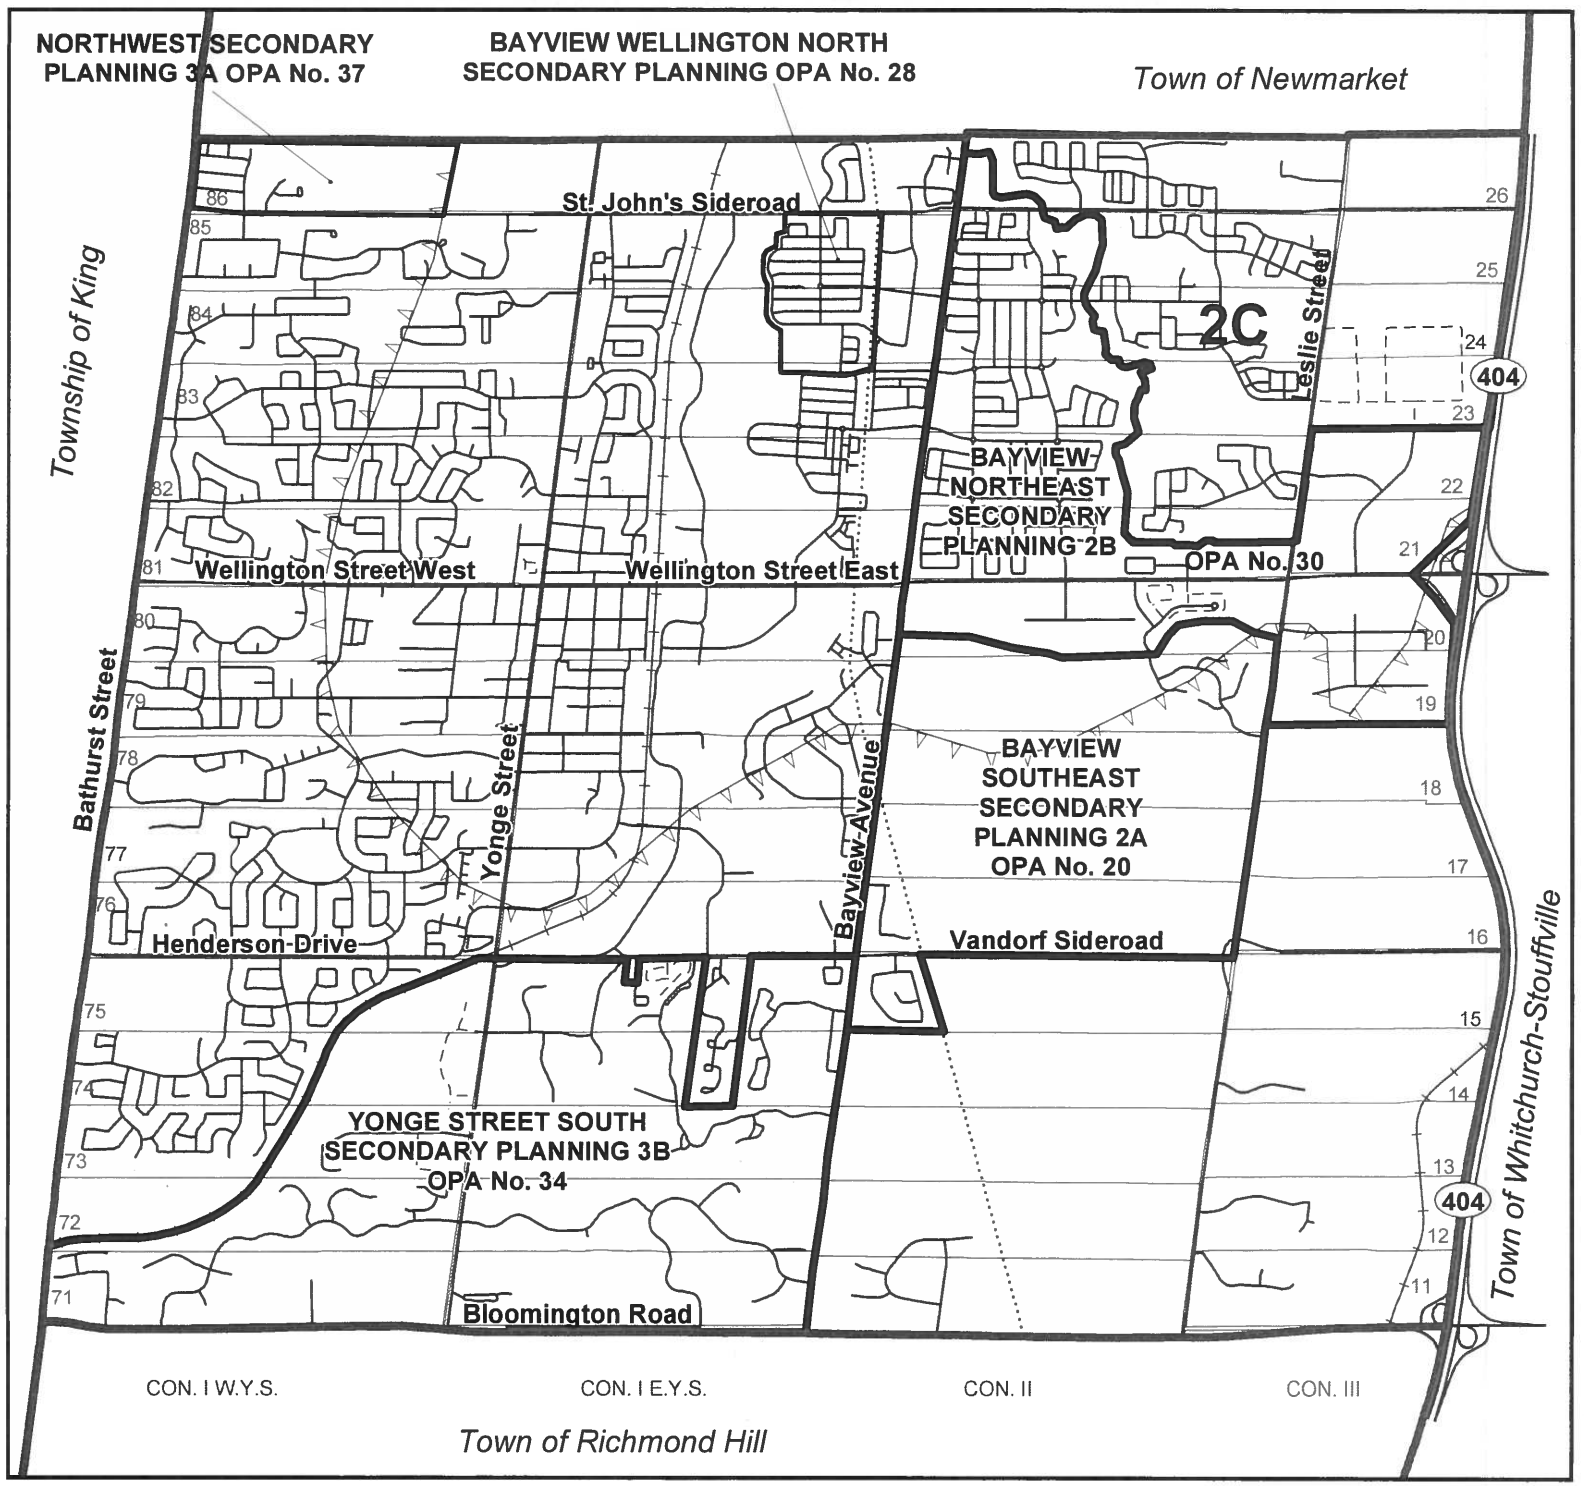 NORTHWEST SECONDARY
PLANNING 3A OPA No. 37
BAYVIEW WELLINGTON NORTH
SECONDARY PLANNING OPA No. 28
Town of Newmarket
Township of King
St. John's Sideroad
86
85
84
83
82
81
80
79
78
77
76
75
74
73
72
71
26
25
24
23
22
21
20
19
18
17
16
15
14
13
12
11
2C
Leslie Street
404
BAYVIEW
NORTHEAST
SECONDARY
PLANNING 2B
OPA No. 30
Wellington Street West
Wellington Street East
Bathurst Street
Yonge Street
Bayview Avenue
BAYVIEW
SOUTHEAST
SECONDARY
PLANNING 2A
OPA No. 20
Henderson Drive
Vandorf Sideroad
Town of Whitchurch-Stouffville
YONGE STREET SOUTH
SECONDARY PLANNING 3B
OPA No. 34
404
Bloomington Road
CON. I W.Y.S.
CON. I E.Y.S.
CON. II
CON. III
Town of Richmond Hill